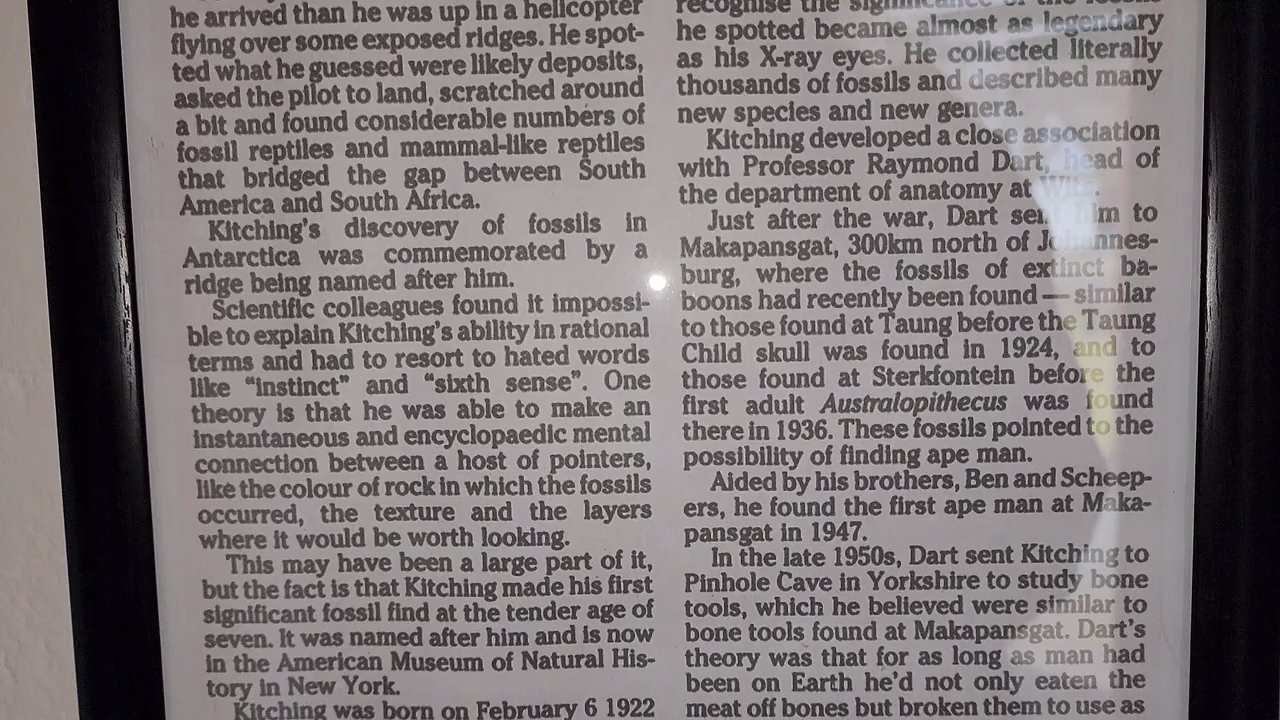 he arrived than he was up in a helicopter
flying over some exposed ridges. He spot-
ted what he guessed were likely deposits,
asked the pilot to land, scratched around
a bit and found considerable numbers of
fossil reptiles and mammal-like reptiles
that bridged the gap between South
America and South Africa.
Kitching's discovery of fossils in
Antarctica was commemorated by a
ridge being named after him.
Scientific colleagues found it impossi-
ble to explain Kitching's ability in rational
terms and had to resort to hated words
like "instinct" and "sixth sense". One
theory is that he was able to make an
instantaneous and encyclopaedic mental
connection between a host of pointers,
like the colour of rock in which the fossils
occurred, the texture and the layers
where it would be worth looking.
This may have been a large part of it,
but the fact is that Kitching made his first
significant fossil find at the tender age of
seven. It was named after him and is now
in the American Museum of Natural His-
tory in New York.
Kitching was born on February 6 1922
recognise the
he spotted became almost as legendary
as his X-ray eyes. He collected literally
thousands of fossils and described many
new species and new genera.
Kitching developed a close association
with Professor Raymond Dart, head of
the department of anatomy at Wits.
Just after the war, Dart sent him to
Makapansgat, 300km north of Johannes-
burg, where the fossils of extinct ba-
boons had recently been found — similar
to those found at Taung before the Taung
Child skull was found in 1924, and to
those found at Sterkfontein before the
first adult Australopithecus was found
there in 1936. These fossils pointed to the
possibility of finding ape man.
Aided by his brothers, Ben and Scheep-
ers, he found the first ape man at Maka-
pansgat in 1947.
In the late 1950s, Dart sent Kitching to
Pinhole Cave in Yorkshire to study bone
tools, which he believed were similar to
bone tools found at Makapansgat. Dart's
theory was that for as long as man had
been on Earth he'd not only eaten the
meat off bones but broken them to use as